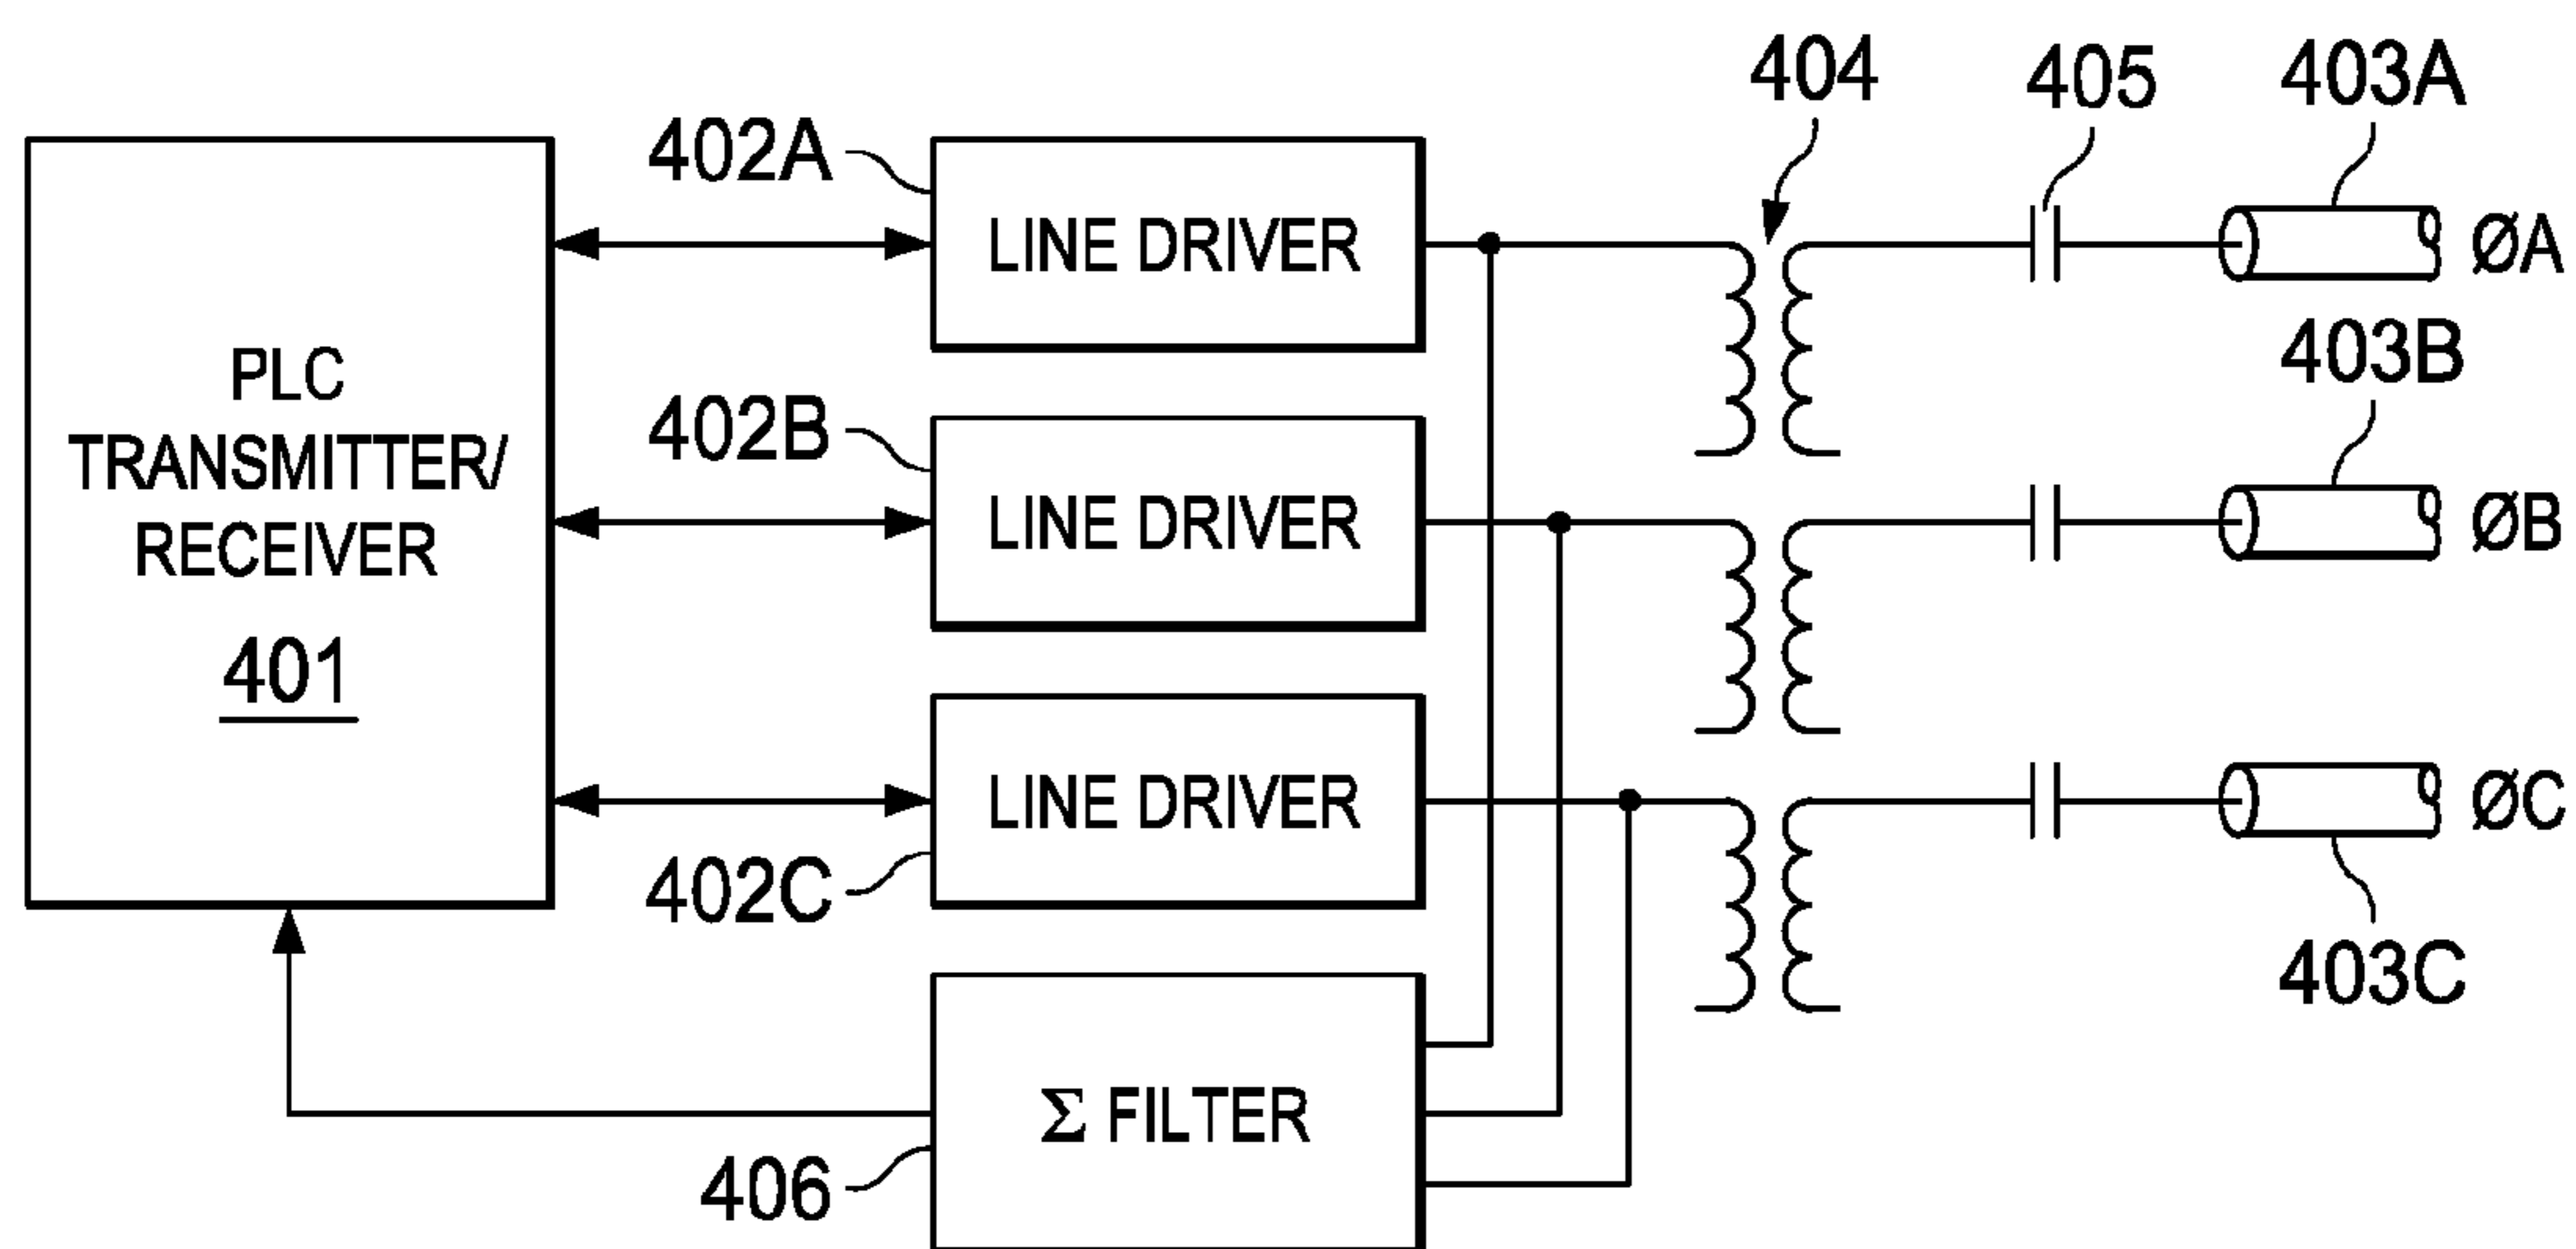 404
405
403A
402A
LINE DRIVER
ØA
PLC
TRANSMITTER/
RECEIVER
401
402B
LINE DRIVER
403B
ØB
LINE DRIVER
402C
ØC
403C
Σ FILTER
406